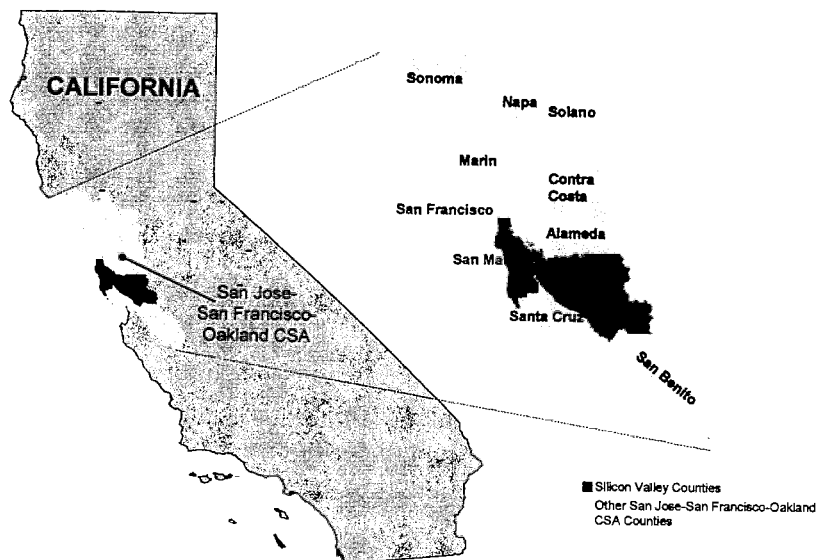 CALIFORNIA
San Jose-
San Francisco-
Oakland CSA
Sonoma
Napa
Solano
Marin
Contra
Costa
San Francisco
Alameda
San Ma
Santa Cruz
San Benito
Silicon Valley Counties
Other San Jose-San Francisco-Oakland
CSA Counties